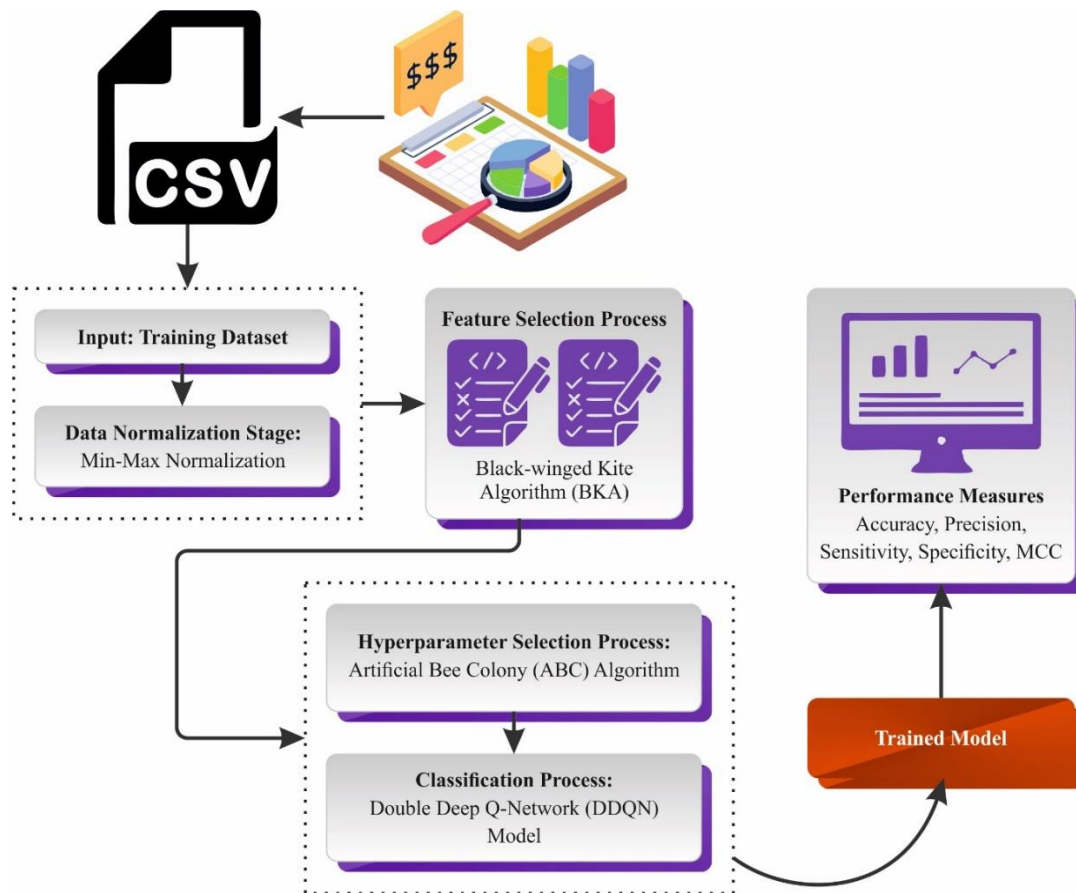 $$$
CSV
Input: Training Dataset
Data Normalization Stage:
Min-Max Normalization
Feature Selection Process
</>
</>
Black-winged Kite
Algorithm (BKA)
Hyperparameter Selection Process:
Artificial Bee Colony (ABC) Algorithm
Classification Process:
Double Deep Q-Network (DDQN)
Model
Trained Model
Performance Measures
Accuracy, Precision,
Sensitivity, Specificity, MCC